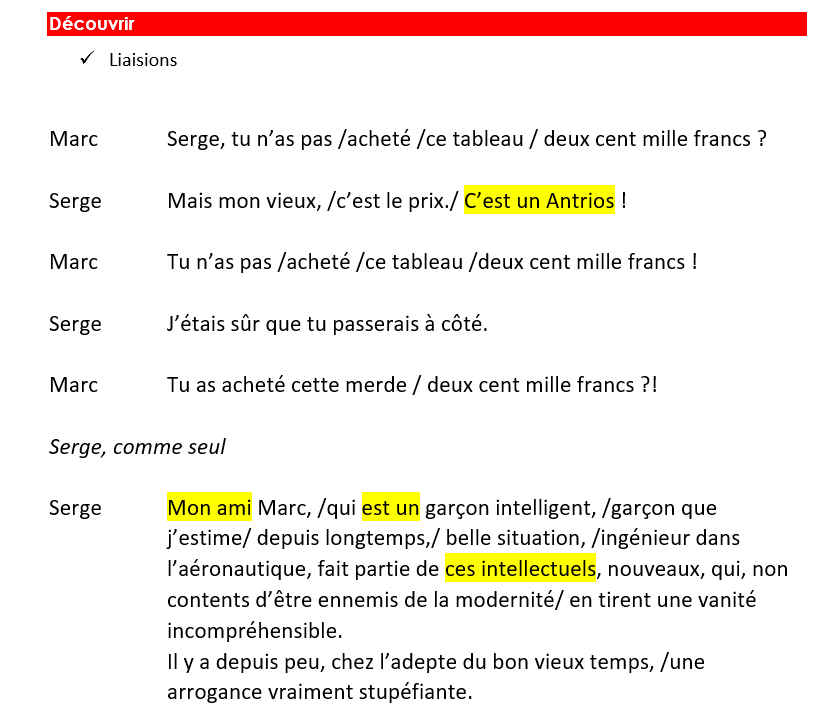 Découvrir
✓ Liaisions
Marc Serge, tu n’as pas /acheté /ce tableau / deux cent mille francs ?
Serge Mais mon vieux, /c’est le prix./ C’est un Antrios !
Marc Tu n’as pas /acheté /ce tableau /deux cent mille francs !
Serge J’étais sûr que tu passerais à côté.
Marc Tu as acheté cette merde / deux cent mille francs ?!
Serge, comme seul
Serge Mon ami Marc, /qui est un garçon intelligent, /garçon que
j’estime/ depuis longtemps,/ belle situation, /ingénieur dans
l’aéronautique, fait partie de ces intellectuels, nouveaux, qui, non
contents d’être ennemis de la modernité/ en tirent une vanité
incompréhensible.
Il y a depuis peu, chez l’adepte du bon vieux temps, /une
arrogance vraiment stupéfiante.